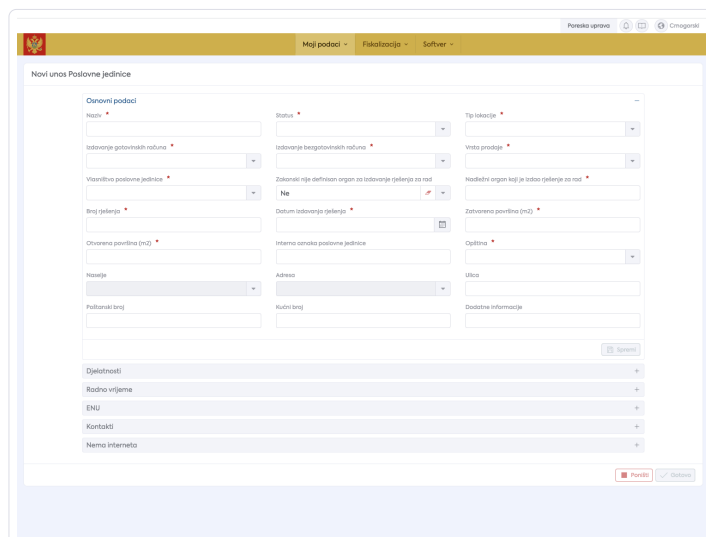 Poreska uprava Crnogorski
Moji podaci Fiskalizacija Softver
Novi unos Poslovne jedinice
Osnovni podaci
Naziv * Status * Tip lokacije *
Izdavanje gotovinskih računa * Izdavanje bezgotovinskih računa * Vrsta prodaje *
Vlasništvo poslovne jedinice * Zakonski nije definisan organ za izdavanje rješenja za rad Nadležni organ koji je izdao rješenje za rad *
Ne
Broj rješenja * Datum izdavanja rješenja * Zatvorena površina (m2) *
Otvorena površina (m2) * Interna oznaka poslovne jedinice Opština *
Naselje Adresa Ulica
Poštanski broj Kućni broj Dodatne informacije
Spremi
Djelatnosti
Radno vrijeme
ENU
Kontakti
Nema interneta
Poništi Gotovo